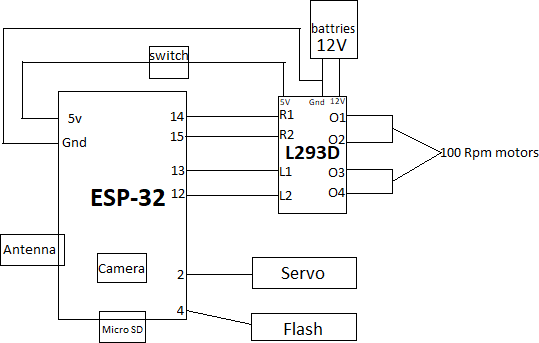 battries
12V
switch
5V Gnd 12V
5v
14
R1
O1
Gnd
15
R2
O2
L293D
100 Rpm motors
13
L1
O3
ESP-32
12
L2
O4
Antenna
Camera
2
Servo
4
Micro SD
Flash